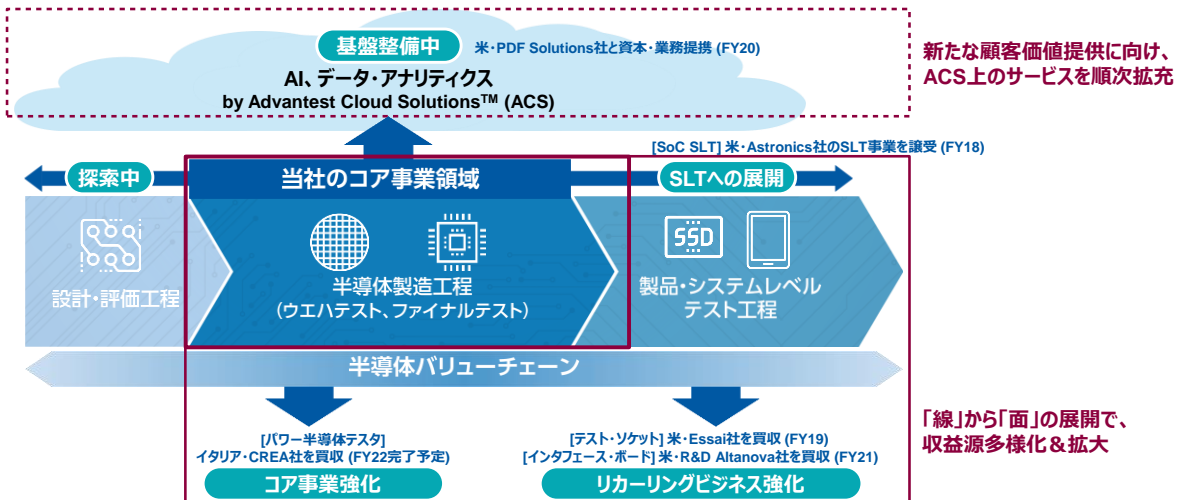 基盤整備中
米・PDF Solutions社と資本・業務提携 (FY20)
AI、データ・アナリティクス
by Advantest Cloud Solutions™ (ACS)
新たな顧客価値提供に向け、
ACS上のサービスを順次拡充
[SoC SLT] 米・Astronics社のSLT事業を譲受 (FY18)
探索中
当社のコア事業領域
SLTへの展開
SSD
設計・評価工程
半導体製造工程
(ウエハテスト、ファイナルテスト)
製品・システムレベル
テスト工程
半導体バリューチェーン
[パワー半導体テスタ]
イタリア・CREA社を買収 (FY22完了予定)
コア事業強化
[テスト・ソケット] 米・Essai社を買収 (FY19)
[インタフェース・ボード] 米・R&D Altanova社を買収 (FY21)
リカーリングビジネス強化
「線」から「面」の展開で、
収益源多様化&拡大